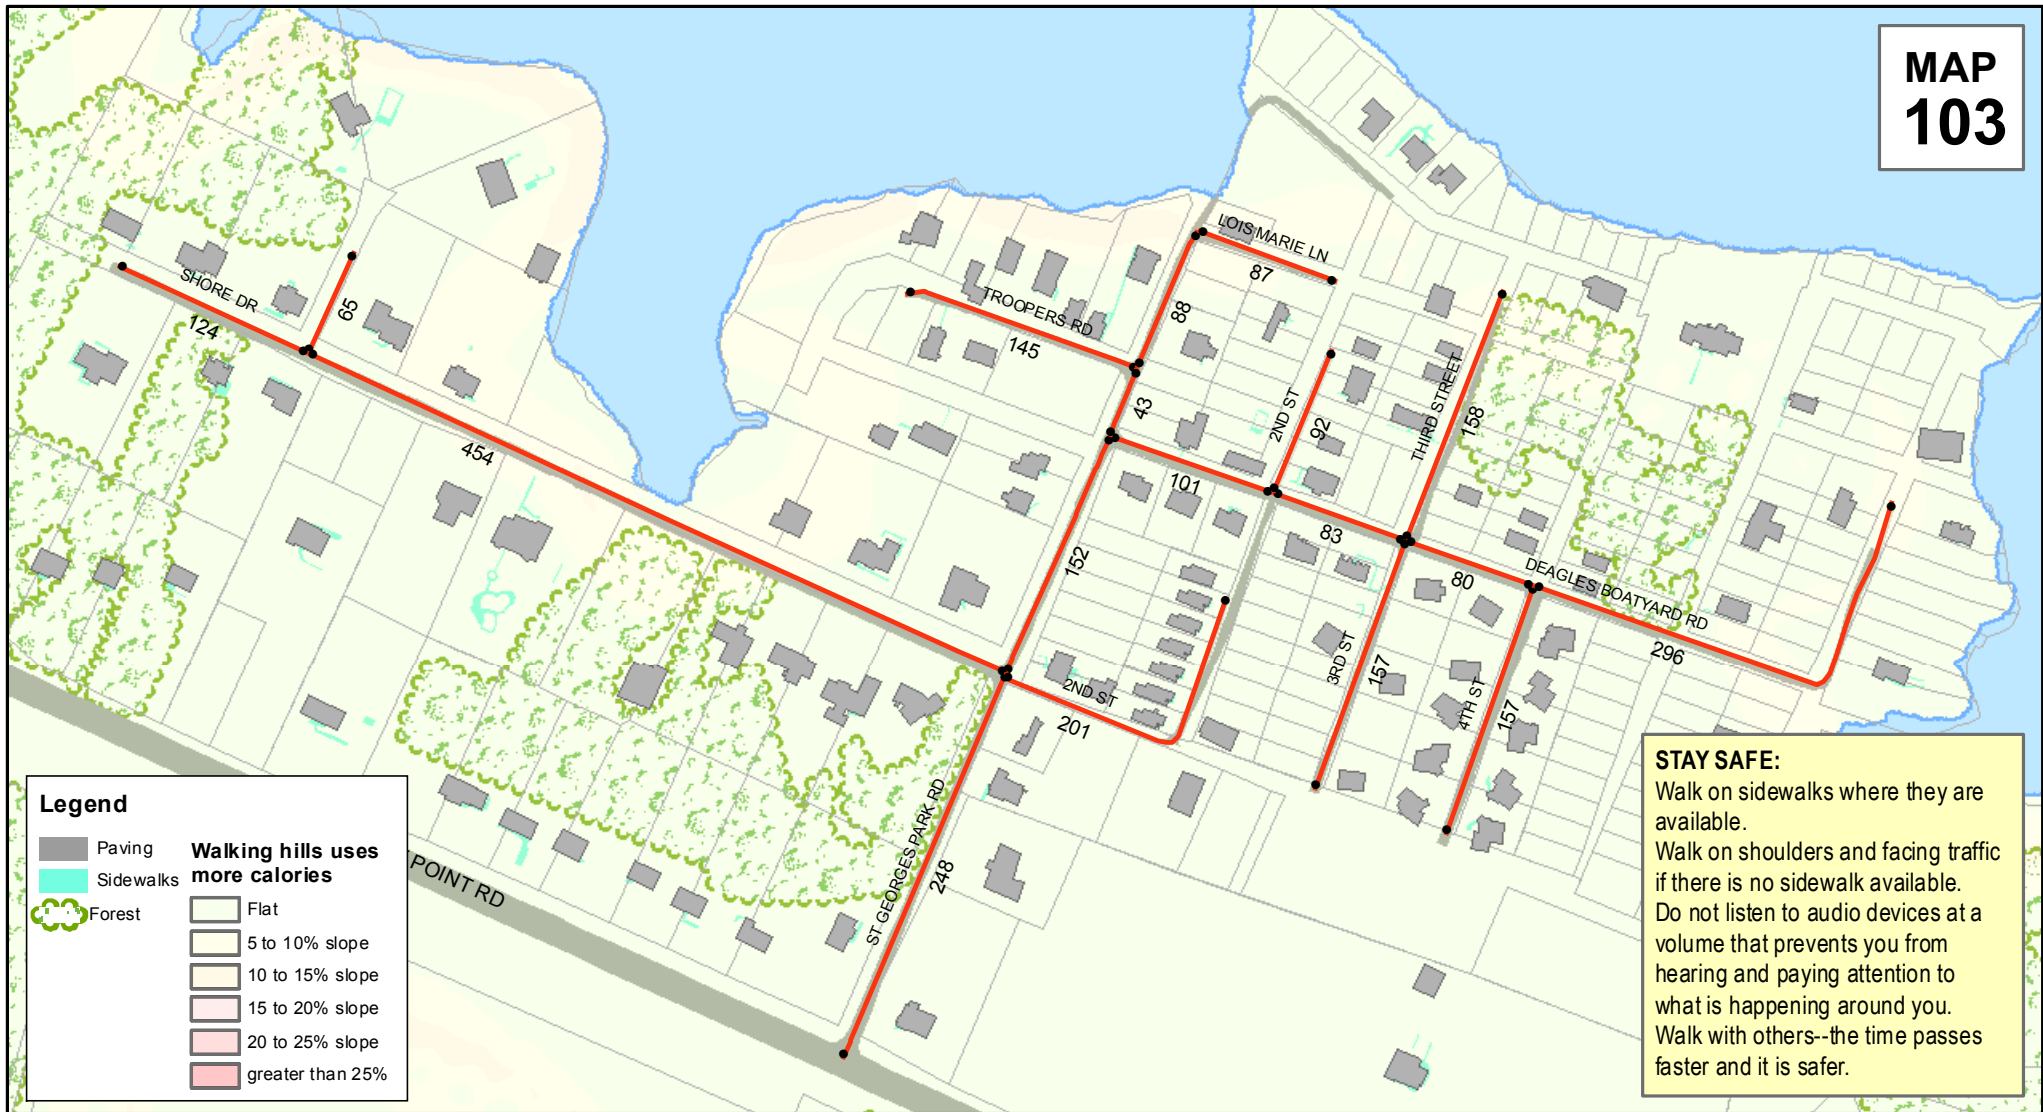 MAP
103
LOIS MARIE LN
87
88
TROOPERS RD
145
SHORE DR
124
65
43
2ND ST
92
THIRD STREET
158
454
101
83
152
80
DEAGLES BOATYARD RD
296
2ND ST
201
3RD ST
157
4TH ST
157
ST GEORGES PARK RD
248
POINT RD
Legend
Paving
Sidewalks
Forest
Walking hills uses
more calories
Flat
5 to 10% slope
10 to 15% slope
15 to 20% slope
20 to 25% slope
greater than 25%
STAY SAFE:
Walk on sidewalks where they are
available.
Walk on shoulders and facing traffic
if there is no sidewalk available.
Do not listen to audio devices at a
volume that prevents you from
hearing and paying attention to
what is happening around you.
Walk with others--the time passes
faster and it is safer.